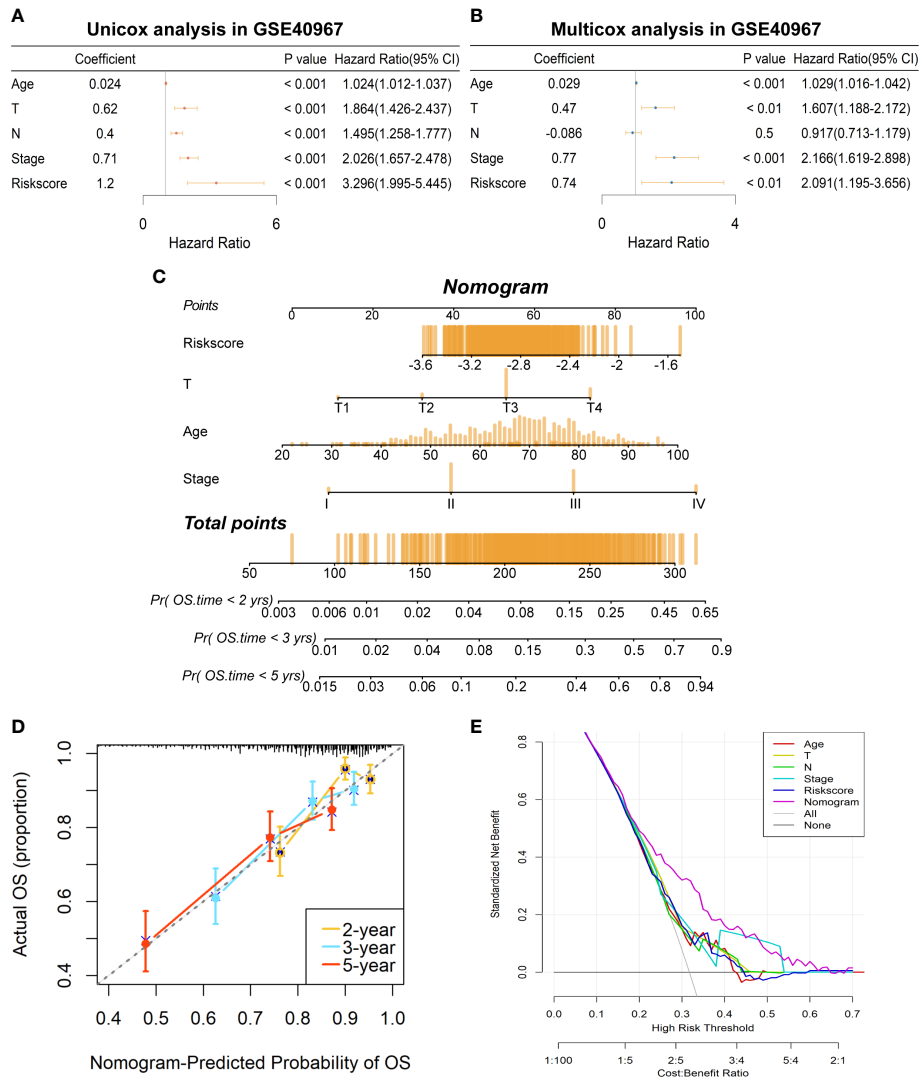 A
Unicox analysis in GSE40967
Coefficient P value Hazard Ratio(95% CI)
Age 0.024 < 0.001 1.024(1.012-1.037)
T 0.62 < 0.001 1.864(1.426-2.437)
N 0.4 < 0.001 1.495(1.258-1.777)
Stage 0.71 < 0.001 2.026(1.657-2.478)
Riskscore 1.2 < 0.001 3.296(1.995-5.445)
0 6
Hazard Ratio
B
Multicox analysis in GSE40967
Coefficient P value Hazard Ratio(95% CI)
Age 0.029 < 0.001 1.029(1.016-1.042)
T 0.47 < 0.01 1.607(1.188-2.172)
N -0.086 0.5 0.917(0.713-1.179)
Stage 0.77 < 0.001 2.166(1.619-2.898)
Riskscore 0.74 < 0.01 2.091(1.195-3.656)
0 4
Hazard Ratio
C
Nomogram
Points
0 20 40 60 80 100
Riskscore
-3.6 -3.2 -2.8 -2.4 -2 -1.6
T
T1 T2 T3 T4
Age
20 30 40 50 60 70 80 90 100
Stage
I II III IV
Total points
50 100 150 200 250 300
Pr( OS.time < 2 yrs)
0.003 0.006 0.01 0.02 0.04 0.08 0.15 0.25 0.45 0.65
Pr( OS.time < 3 yrs)
0.01 0.02 0.04 0.08 0.15 0.3 0.5 0.7 0.9
Pr( OS.time < 5 yrs)
0.015 0.03 0.06 0.1 0.2 0.4 0.6 0.8 0.94
D
Actual OS (proportion)
1.0
0.8
0.6
0.4
2-year
3-year
5-year
0.4 0.5 0.6 0.7 0.8 0.9 1.0
Nomogram-Predicted Probability of OS
E
Standardized Net Benefit
0.8
0.6
0.4
0.2
0.0
Age
T
N
Stage
Riskscore
Nomogram
All
None
0.0 0.1 0.2 0.3 0.4 0.5 0.6 0.7
High Risk Threshold
1:100 1:5 2:5 3:4 5:4 2:1
Cost:Benefit Ratio